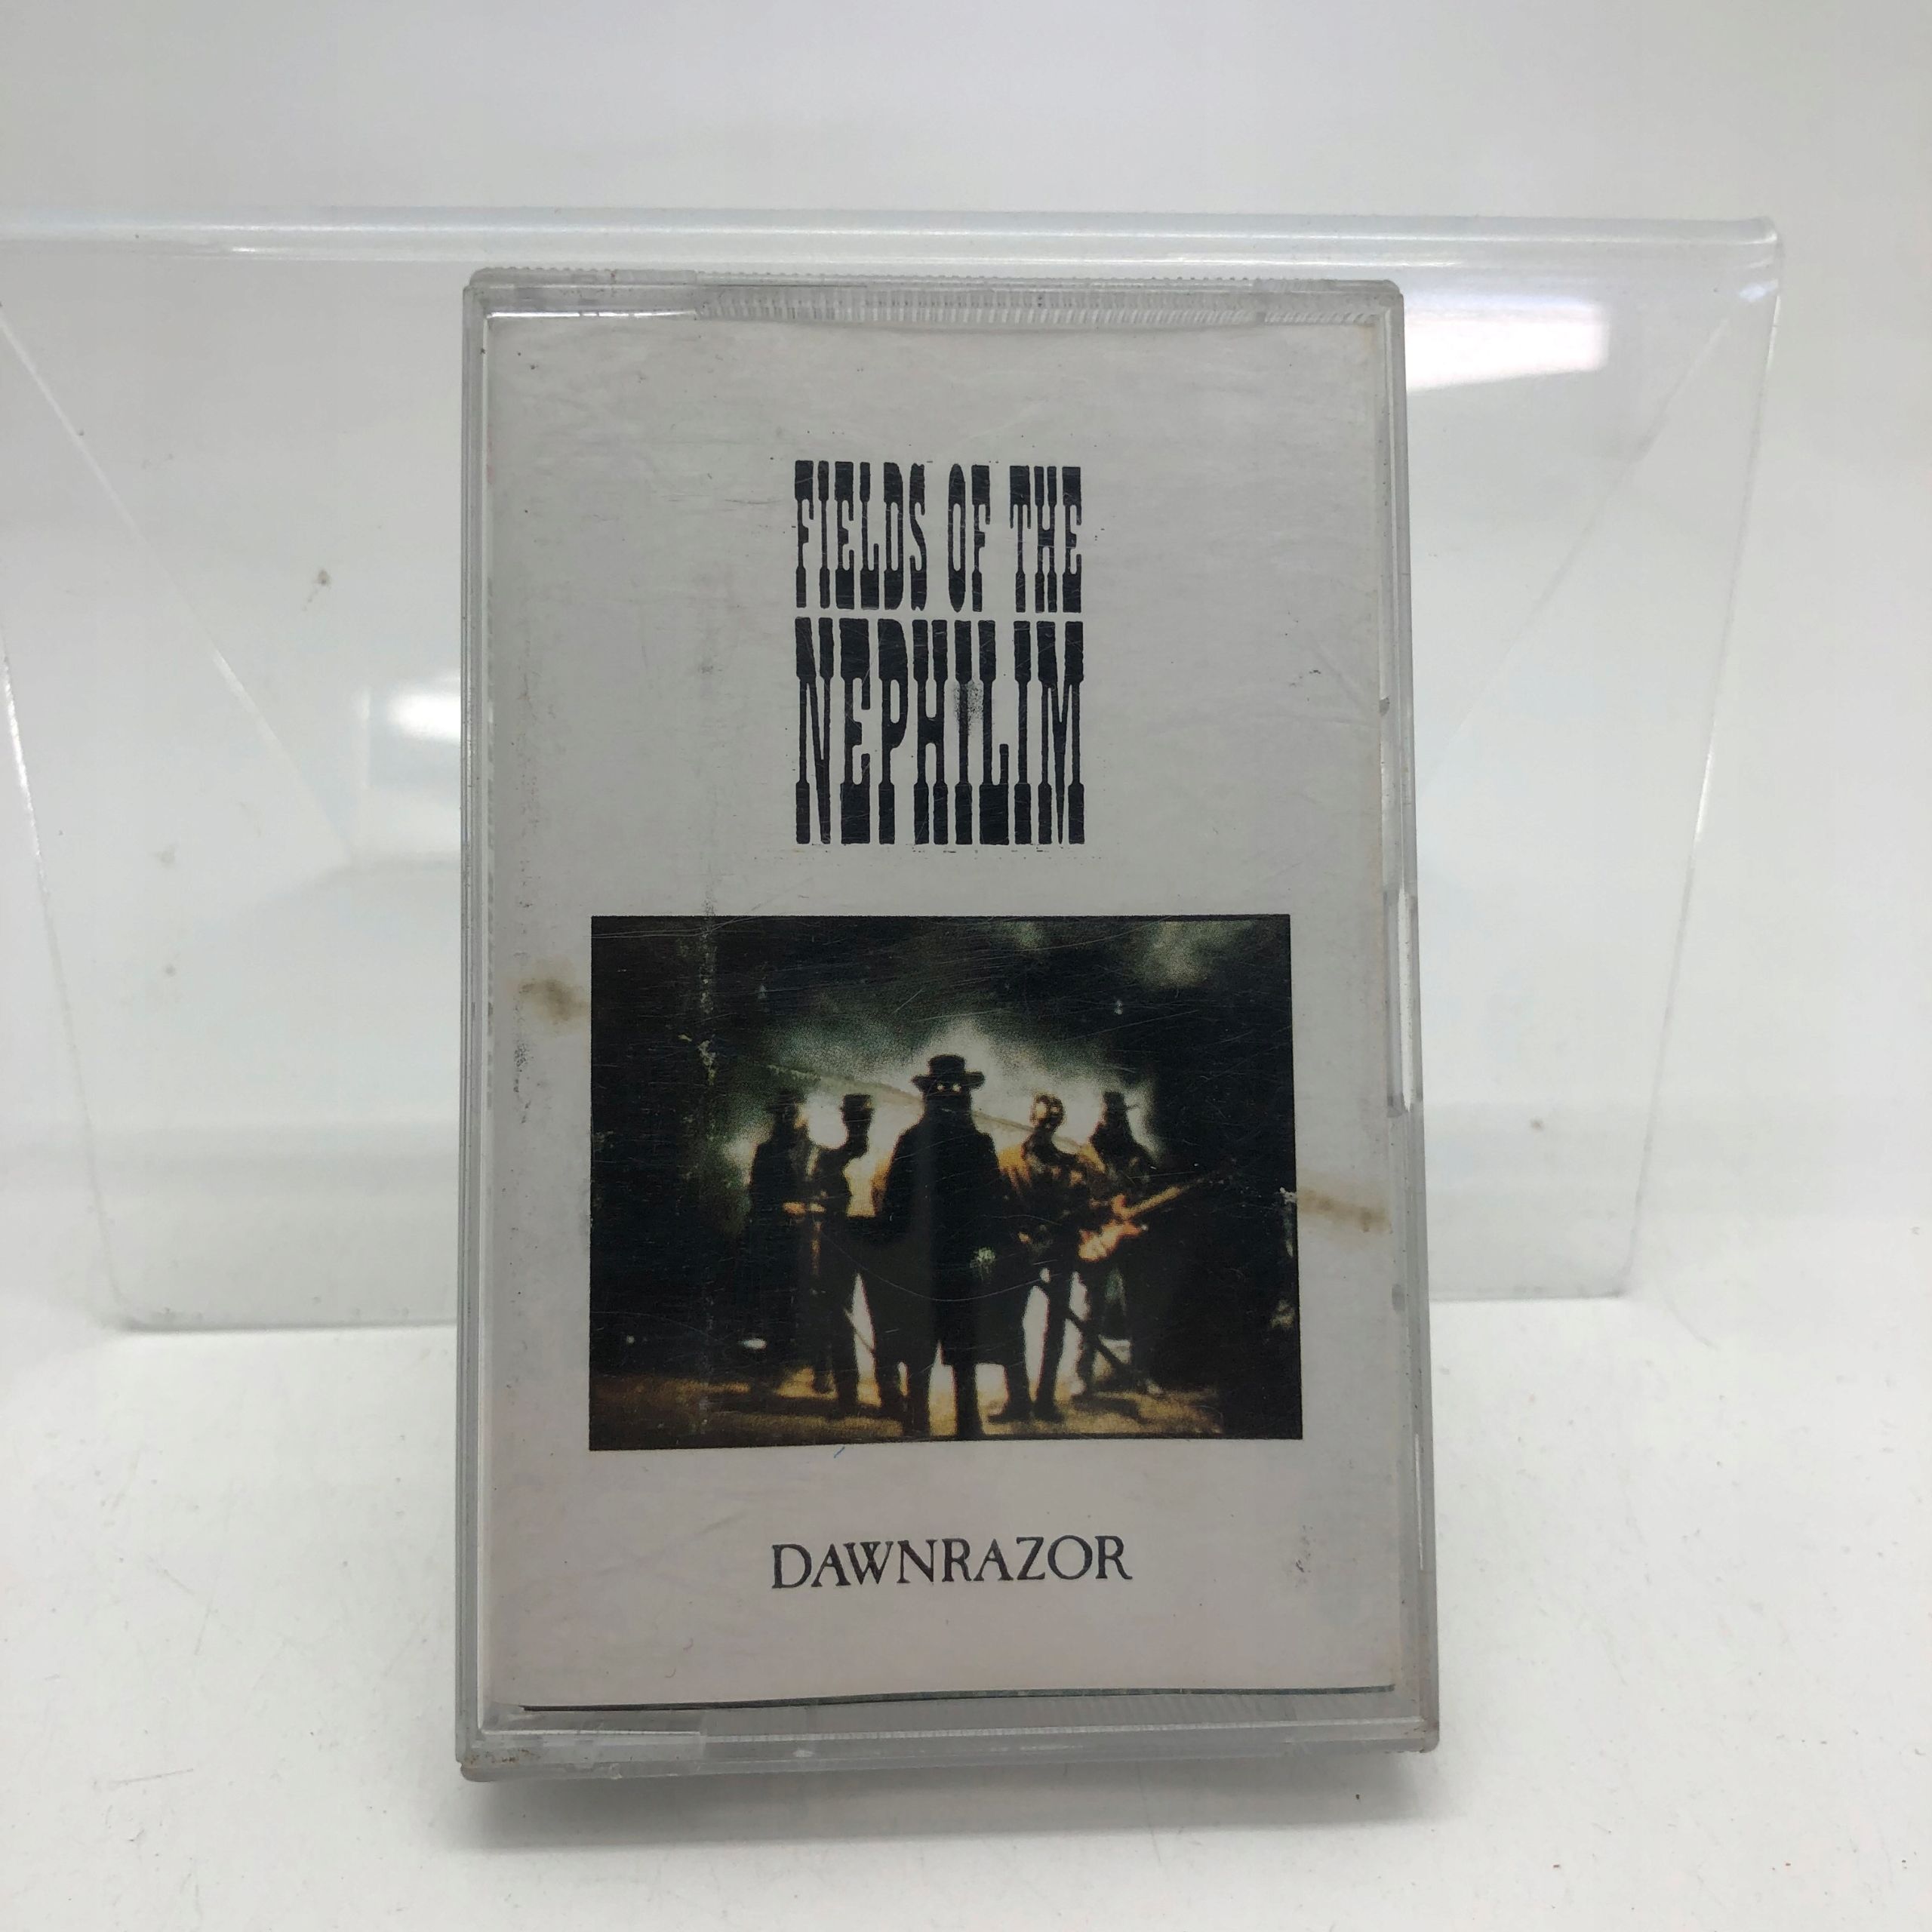 FIELDS OF THE
NEPHILIM
DAWNRAZOR